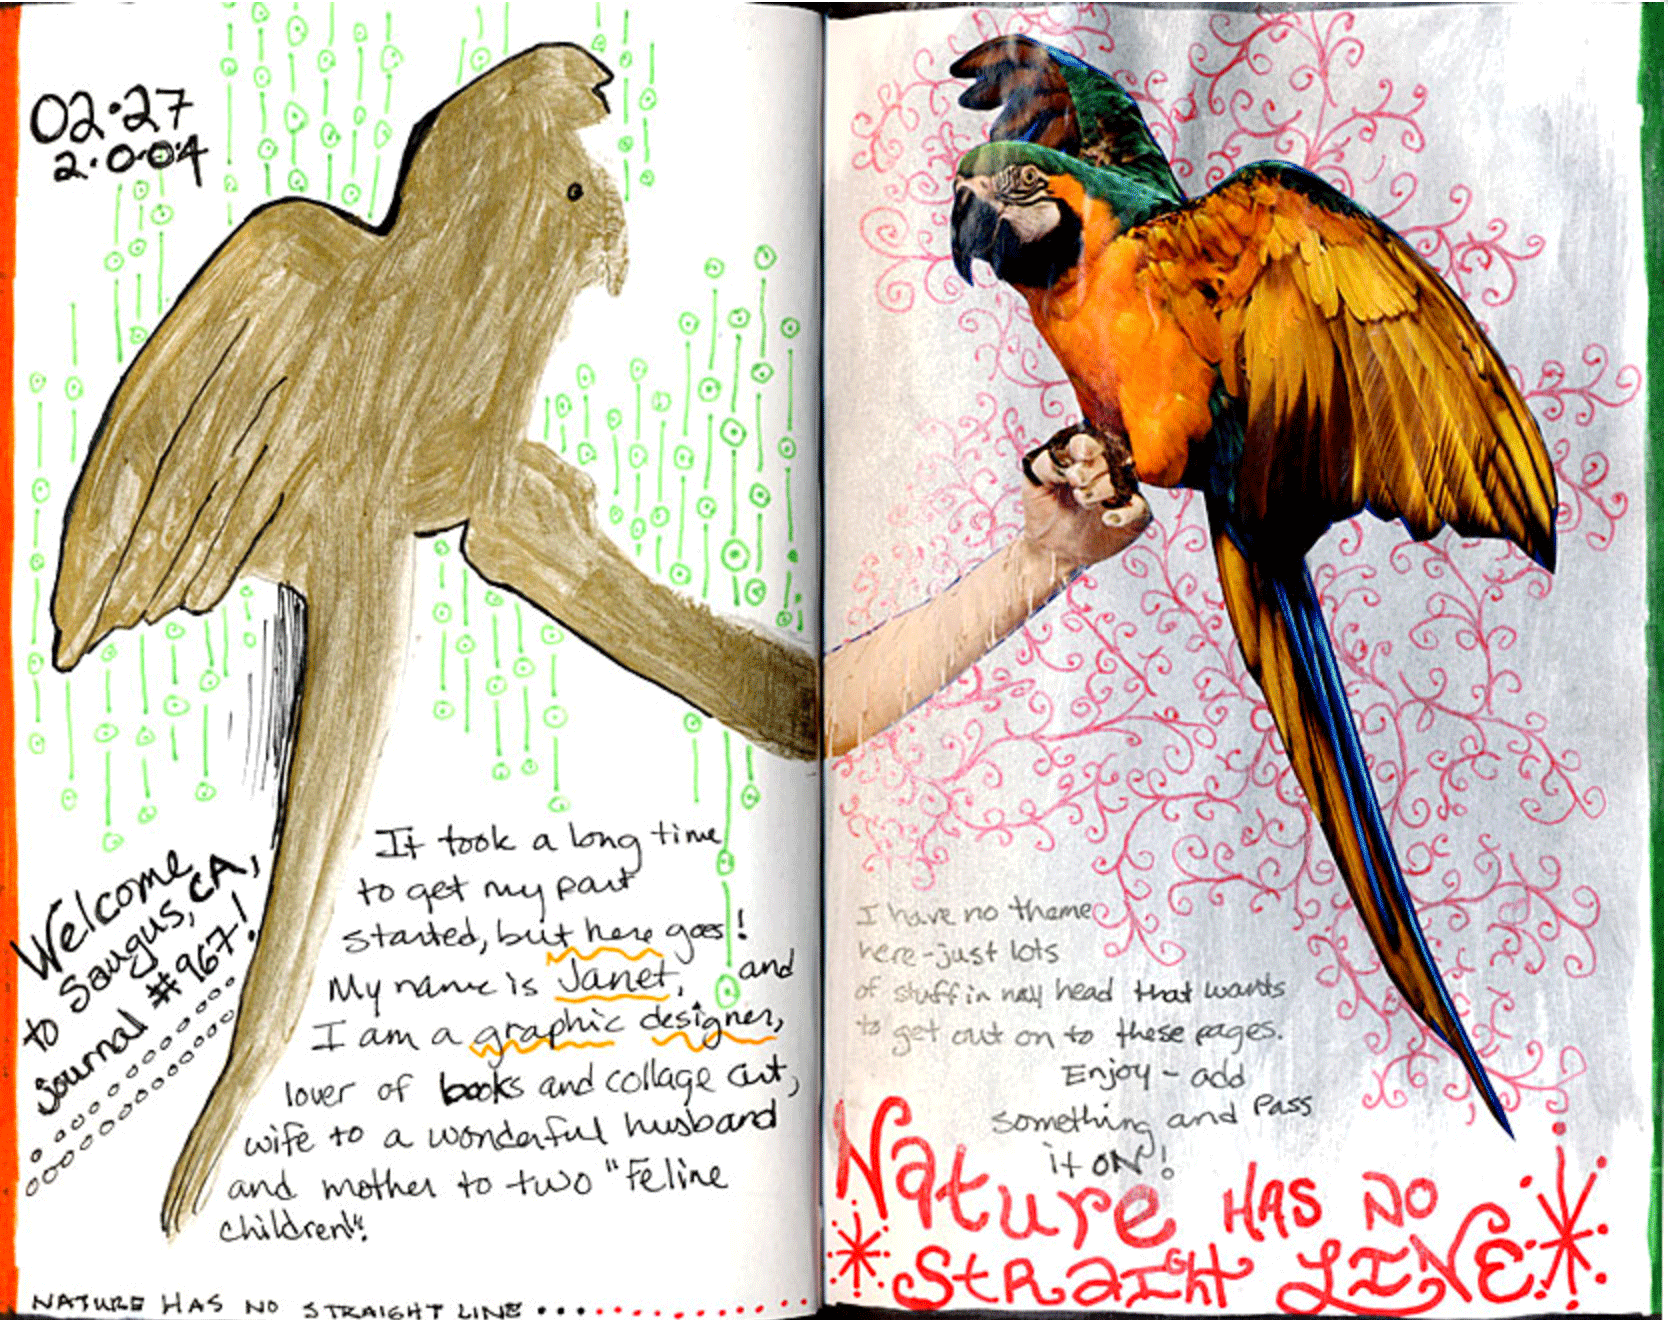 02·27
2·0·0·4
Welcome
to Saugus, CA,
journal #967!
It took a long time
to get my part
started, but here goes!
My name is Janet, and
I am a graphic designer,
lover of books and collage art,
wife to a wonderful husband
and mother to two "feline
children"!
NATURE HAS NO STRAIGHT LINE
I have no theme
here - just lots
of stuff in my head that wants
to get out on to these pages.
Enjoy - add
something and Pass
it ON!
Nature HAS NO
STRAIGHT LINE